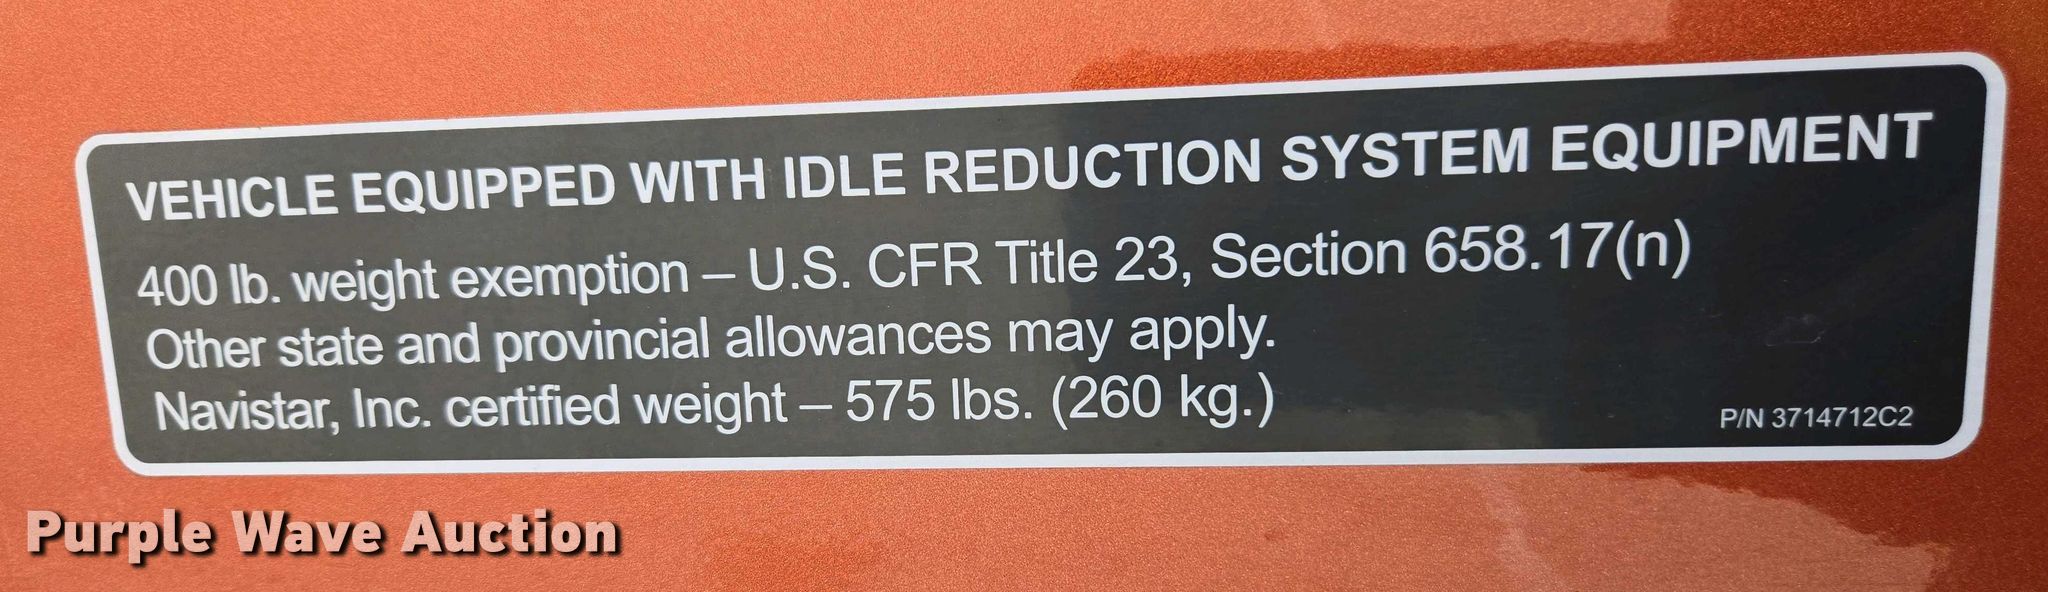 VEHICLE EQUIPPED WITH IDLE REDUCTION SYSTEM EQUIPMENT
400 lb. weight exemption – U.S. CFR Title 23, Section 658.17(n)
Other state and provincial allowances may apply.
Navistar, Inc. certified weight – 575 lbs. (260 kg.)
P/N 3714712C2
Purple Wave Auction